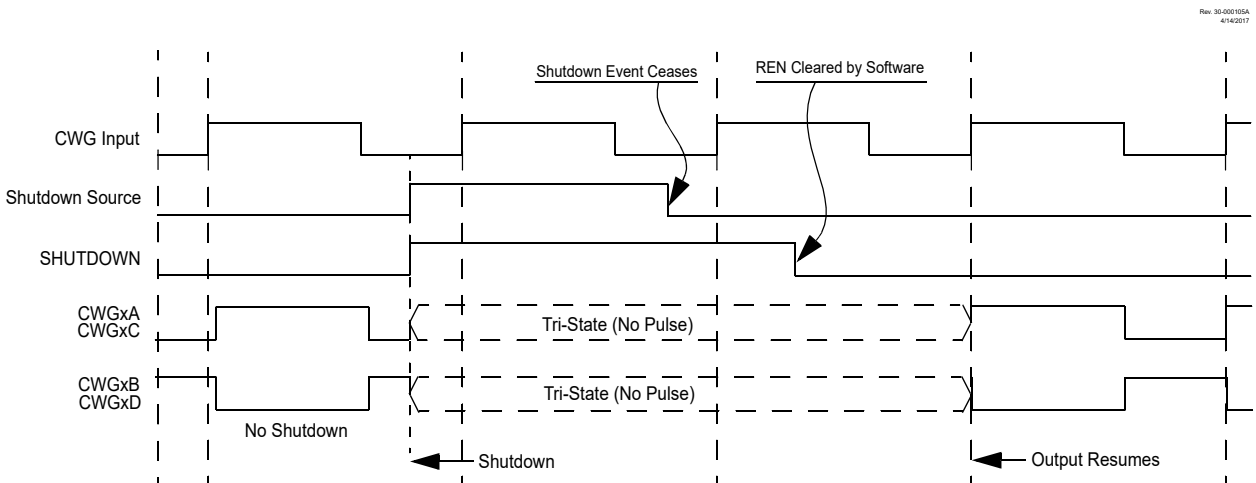 Rev. 30-000105A
4/14/2017
Shutdown Event Ceases
REN Cleared by Software
CWG Input
Shutdown Source
SHUTDOWN
CWGxA
CWGxC
Tri-State (No Pulse)
CWGxB
CWGxD
Tri-State (No Pulse)
No Shutdown
Shutdown
Output Resumes